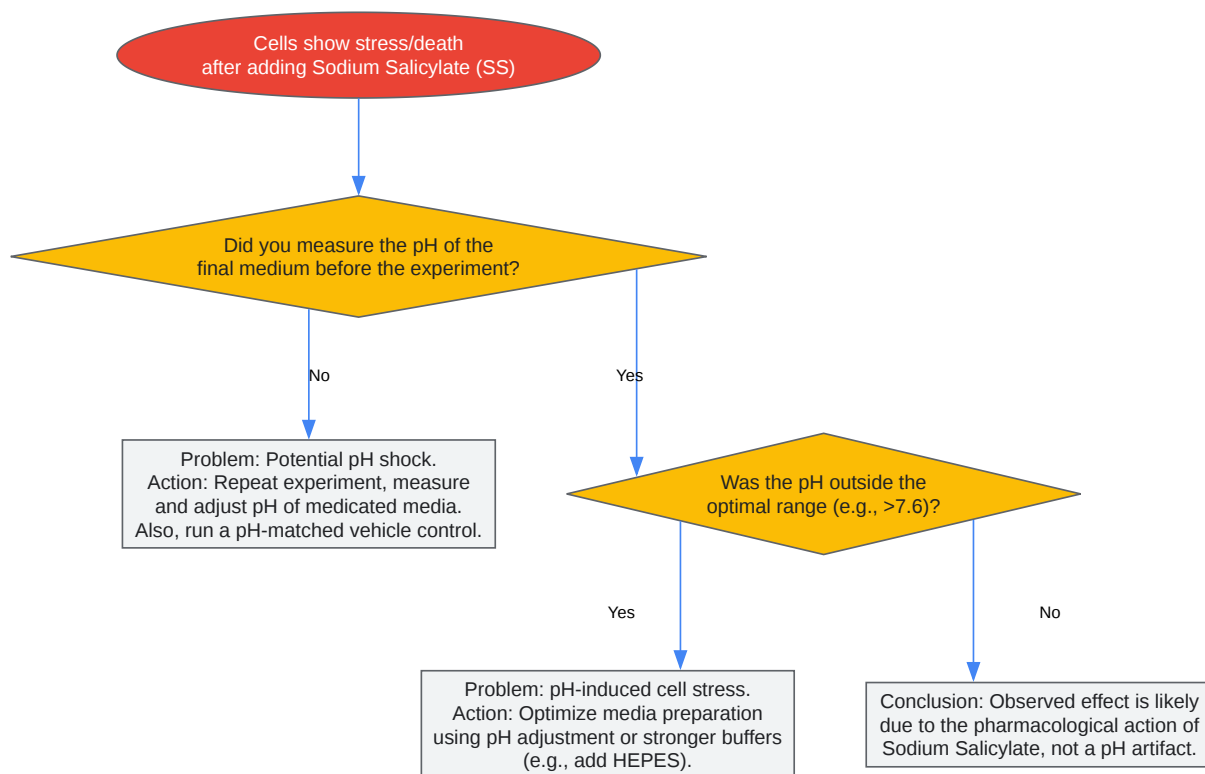 Cells show stress/death
after adding Sodium Salicylate (SS)
Did you measure the pH of the
final medium before the experiment?
No
Yes
Problem: Potential pH shock.
Action: Repeat experiment, measure
and adjust pH of medicated media.
Also, run a pH-matched vehicle control.
Was the pH outside the
optimal range (e.g., >7.6)?
Yes
No
Problem: pH-induced cell stress.
Action: Optimize media preparation
using pH adjustment or stronger buffers
(e.g., add HEPES).
Conclusion: Observed effect is likely
due to the pharmacological action of
Sodium Salicylate, not a pH artifact.